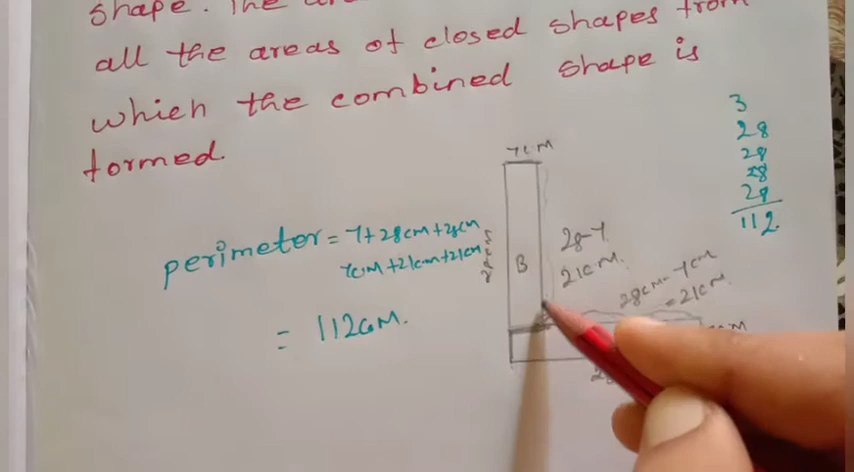 shape. The
all the areas of closed shapes from
which the combined shape is
formed.
3
28
28
28
28
112
7cM
perimeter = 7+28cm+28cm
7cM+21cm+21cm
28cm
B
28-7
21cm.
28cm-7cm
=21cm.
= 112cM.